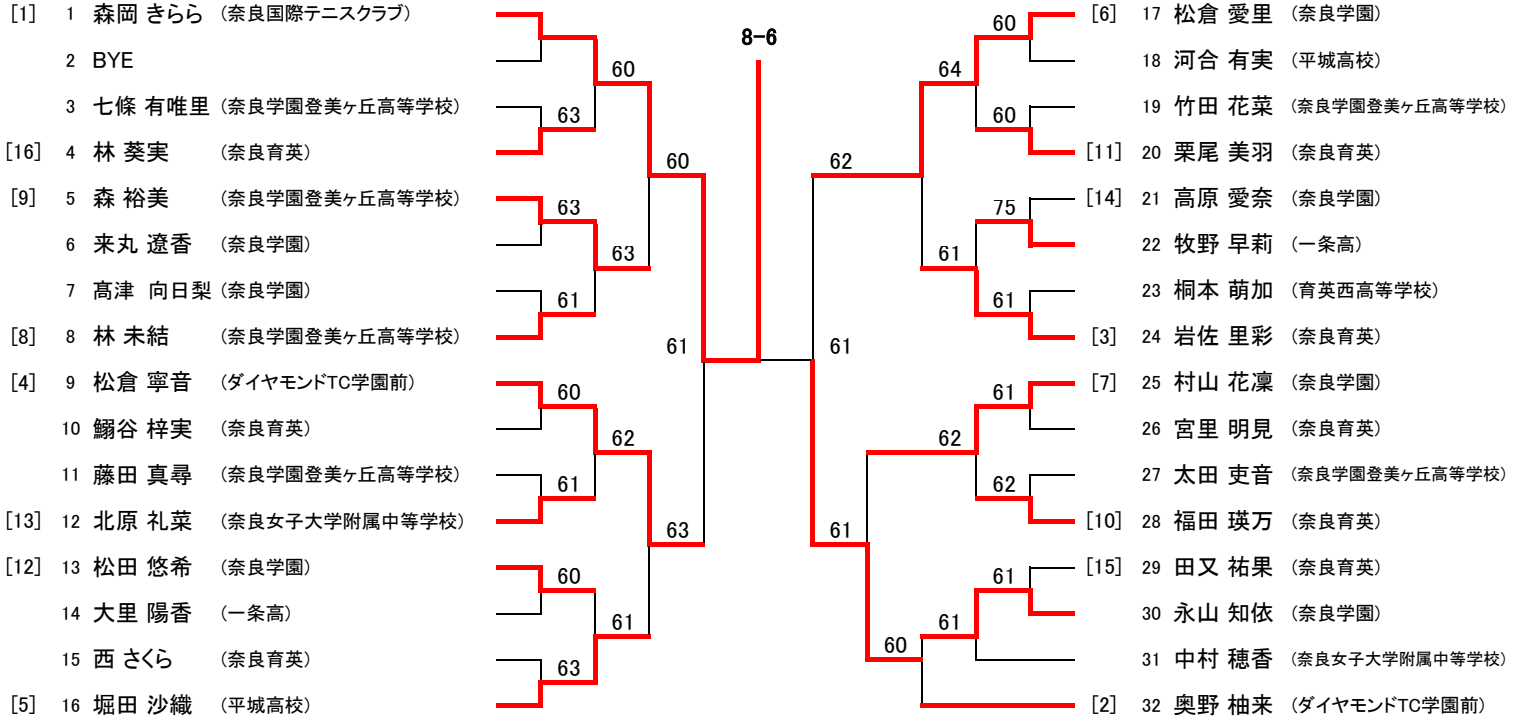 [1] 1 森岡 きらら (奈良国際テニスクラブ)
2 BYE
3 七條 有唯里 (奈良学園登美ヶ丘高等学校)
[16] 4 林 葵実 (奈良育英)
[9] 5 森 裕美 (奈良学園登美ヶ丘高等学校)
6 来丸 遼香 (奈良学園)
7 髙津 向日梨 (奈良学園)
[8] 8 林 未結 (奈良学園登美ヶ丘高等学校)
[4] 9 松倉 寧音 (ダイヤモンドTC学園前)
10 鰯谷 梓実 (奈良育英)
11 藤田 真尋 (奈良学園登美ヶ丘高等学校)
[13] 12 北原 礼菜 (奈良女子大学附属中等学校)
[12] 13 松田 悠希 (奈良学園)
14 大里 陽香 (一条高)
15 西 さくら (奈良育英)
[5] 16 堀田 沙織 (平城高校)
63
63
61
60
61
60
63
60
63
62
61
60
63
61
8-6
61
62
61
64
61
62
60
61
60
60
75
61
61
62
61
[6] 17 松倉 愛里 (奈良学園)
18 河合 有実 (平城高校)
19 竹田 花菜 (奈良学園登美ヶ丘高等学校)
[11] 20 栗尾 美羽 (奈良育英)
[14] 21 高原 愛奈 (奈良学園)
22 牧野 早莉 (一条高)
23 桐本 萌加 (育英西高等学校)
[3] 24 岩佐 里彩 (奈良育英)
[7] 25 村山 花凜 (奈良学園)
26 宮里 明見 (奈良育英)
27 太田 吏音 (奈良学園登美ヶ丘高等学校)
[10] 28 福田 瑛万 (奈良育英)
[15] 29 田又 祐果 (奈良育英)
30 永山 知依 (奈良学園)
31 中村 穂香 (奈良女子大学附属中等学校)
[2] 32 奥野 柚来 (ダイヤモンドTC学園前)